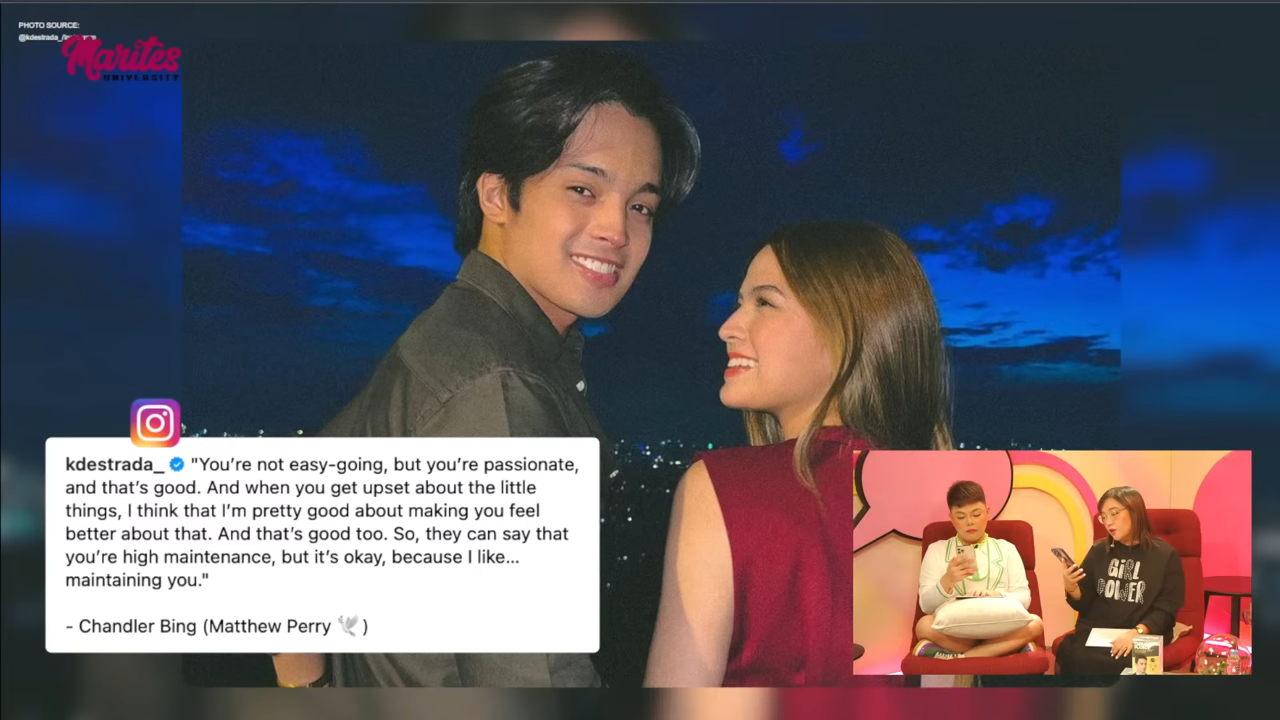 PHOTO SOURCE:
Marites
UNIVERSITY
kdestrada_ "You're not easy-going, but you're passionate,
and that's good. And when you get upset about the little
things, I think that I'm pretty good about making you feel
better about that. And that's good too. So, they can say that
you're high maintenance, but it's okay, because I like...
maintaining you."
- Chandler Bing (Matthew Perry 🕊️ )
GiRL
POWER